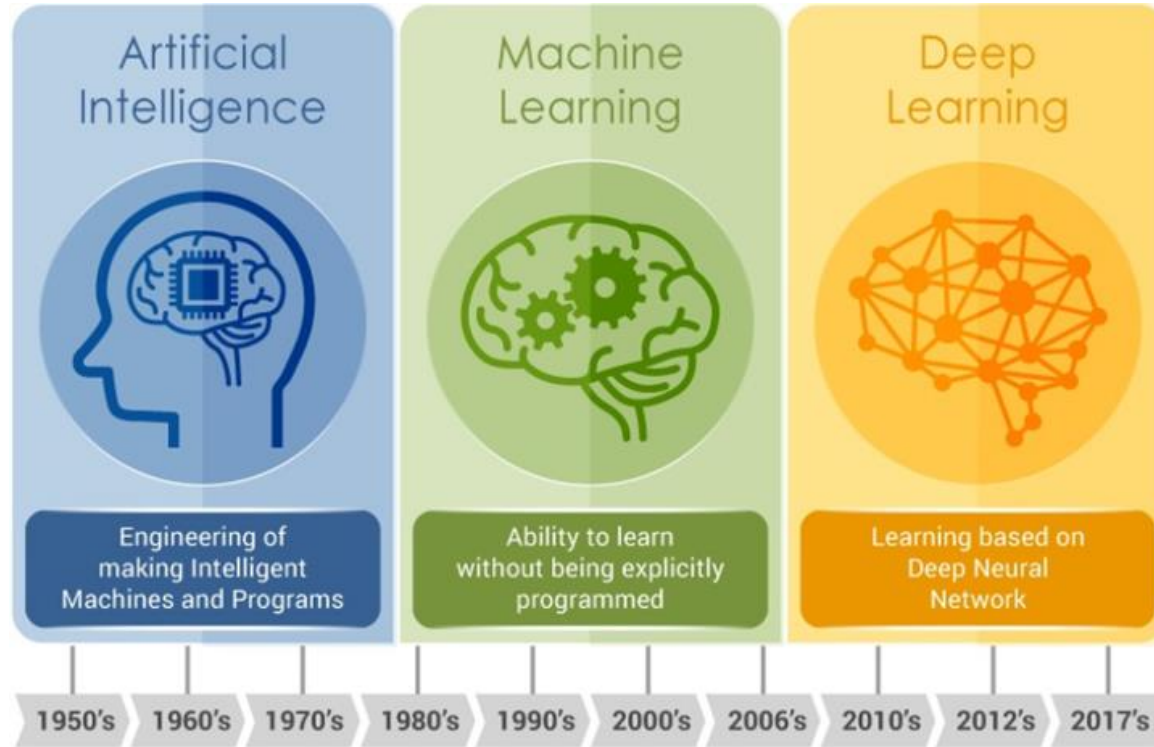 Artificial
Intelligence
Machine
Learning
Deep
Learning
Engineering of
making Intelligent
Machines and Programs
Ability to learn
without being explicitly
programmed
Learning based on
Deep Neural
Network
1950's 1960's 1970's 1980's 1990's 2000's 2006's 2010's 2012's 2017's